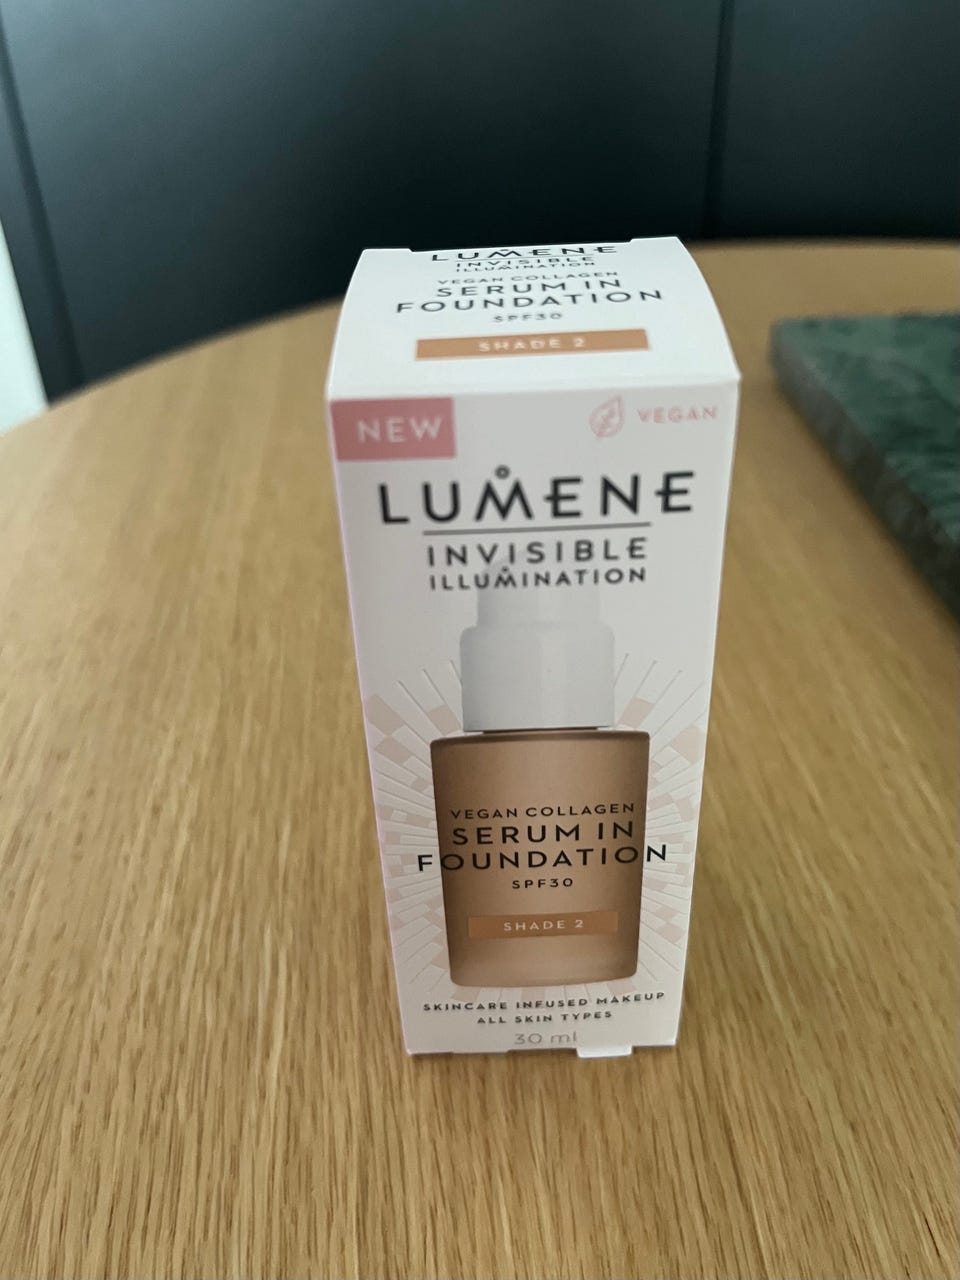 LUMENE
INVISIBLE
ILLUMINATION
VEGAN COLLAGEN
SERUM IN
FOUNDATION
SPF30
SHADE 2
NEW
VEGAN
LUMENE
INVISIBLE
ILLUMINATION
VEGAN COLLAGEN
SERUM IN
FOUNDATION
SPF30
SHADE 2
SKINCARE INFUSED MAKEUP
ALL SKIN TYPES
30 ml